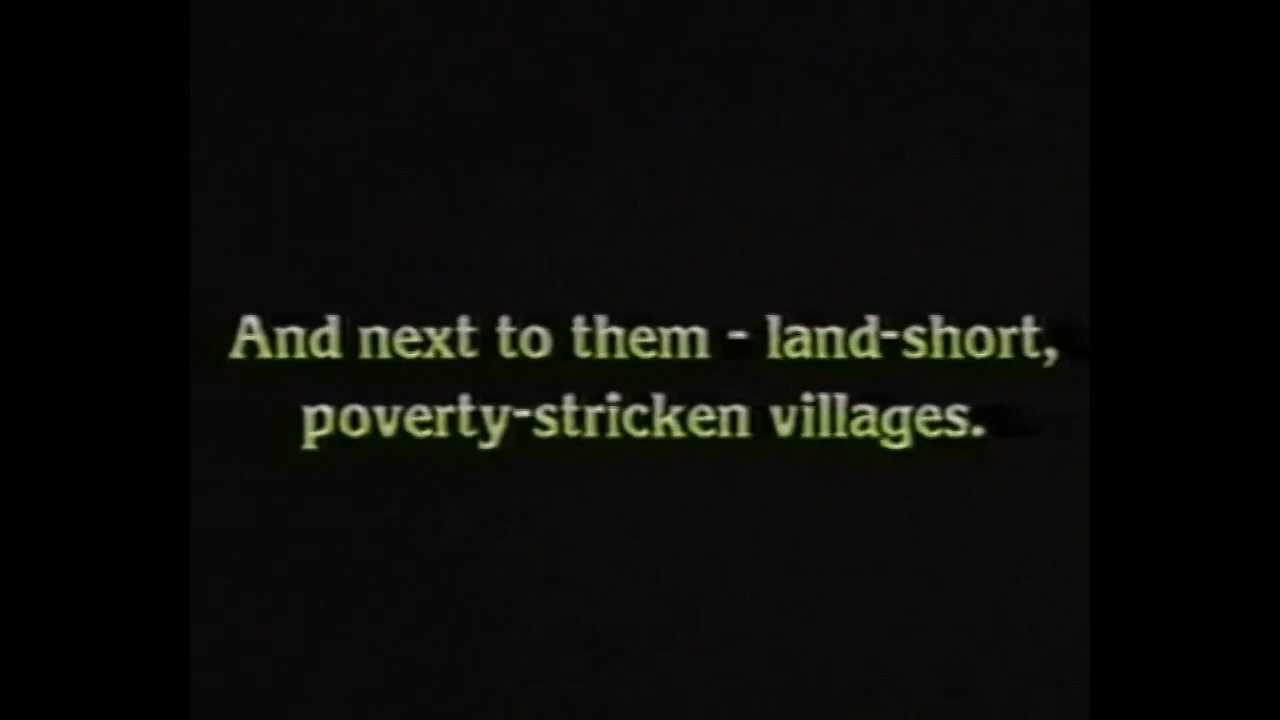 And next to them - land-short,
poverty-stricken villages.